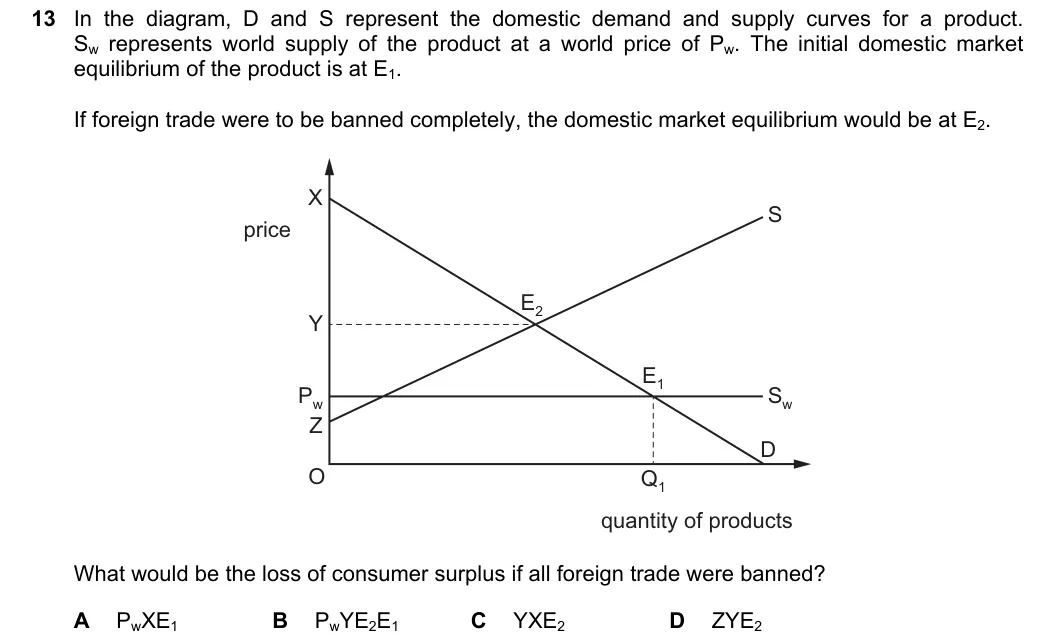 13 In the diagram, D and S represent the domestic demand and supply curves for a product.
Sw represents world supply of the product at a world price of Pw. The initial domestic market
equilibrium of the product is at E1.
If foreign trade were to be banned completely, the domestic market equilibrium would be at E2.
X
S
price
E2
Y
E1
Pw
Sw
Z
D
O
Q1
quantity of products
What would be the loss of consumer surplus if all foreign trade were banned?
A PwXE1 B PwYE2E1 C YXE2 D ZYE2